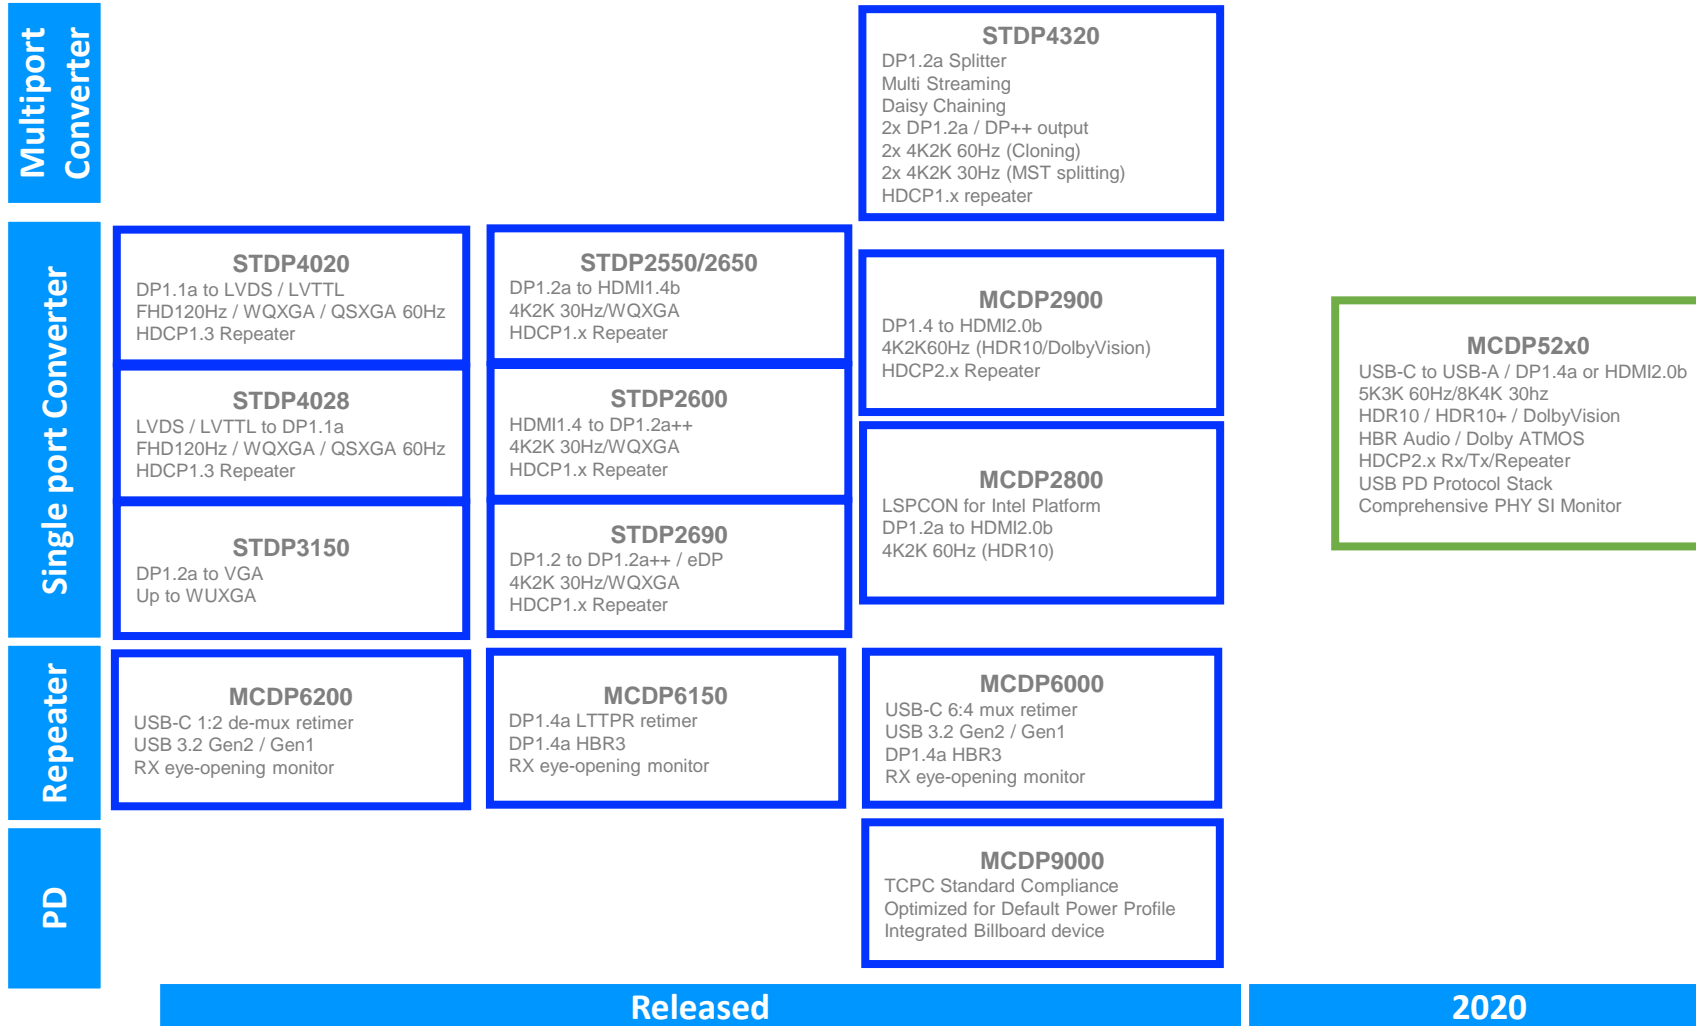 Multiport
Converter
STDP4320
DP1.2a Splitter
Multi Streaming
Daisy Chaining
2x DP1.2a / DP++ output
2x 4K2K 60Hz (Cloning)
2x 4K2K 30Hz (MST splitting)
HDCP1.x repeater
Single port Converter
STDP4020
DP1.1a to LVDS / LVTTL
FHD120Hz / WQXGA / QSXGA 60Hz
HDCP1.3 Repeater
STDP4028
LVDS / LVTTL to DP1.1a
FHD120Hz / WQXGA / QSXGA 60Hz
HDCP1.3 Repeater
STDP3150
DP1.2a to VGA
Up to WUXGA
STDP2550/2650
DP1.2a to HDMI1.4b
4K2K 30Hz/WQXGA
HDCP1.x Repeater
STDP2600
HDMI1.4 to DP1.2a++
4K2K 30Hz/WQXGA
HDCP1.x Repeater
STDP2690
DP1.2 to DP1.2a++ / eDP
4K2K 30Hz/WQXGA
HDCP1.x Repeater
MCDP2900
DP1.4 to HDMI2.0b
4K2K60Hz (HDR10/DolbyVision)
HDCP2.x Repeater
MCDP2800
LSPCON for Intel Platform
DP1.2a to HDMI2.0b
4K2K 60Hz (HDR10)
MCDP52x0
USB-C to USB-A / DP1.4a or HDMI2.0b
5K3K 60Hz/8K4K 30hz
HDR10 / HDR10+ / DolbyVision
HBR Audio / Dolby ATMOS
HDCP2.x Rx/Tx/Repeater
USB PD Protocol Stack
Comprehensive PHY SI Monitor
Repeater
MCDP6200
USB-C 1:2 de-mux retimer
USB 3.2 Gen2 / Gen1
RX eye-opening monitor
MCDP6150
DP1.4a LTTPR retimer
DP1.4a HBR3
RX eye-opening monitor
MCDP6000
USB-C 6:4 mux retimer
USB 3.2 Gen2 / Gen1
DP1.4a HBR3
RX eye-opening monitor
PD
MCDP9000
TCPC Standard Compliance
Optimized for Default Power Profile
Integrated Billboard device
Released
2020